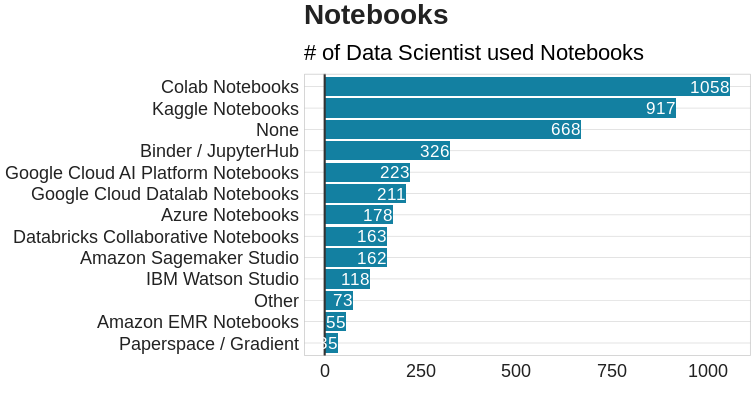 Notebooks
# of Data Scientist used Notebooks
Colab Notebooks 1058
Kaggle Notebooks 917
None 668
Binder / JupyterHub 326
Google Cloud AI Platform Notebooks 223
Google Cloud Datalab Notebooks 211
Azure Notebooks 178
Databricks Collaborative Notebooks 163
Amazon Sagemaker Studio 162
IBM Watson Studio 118
Other 73
Amazon EMR Notebooks 55
Paperspace / Gradient 35
0 250 500 750 1000